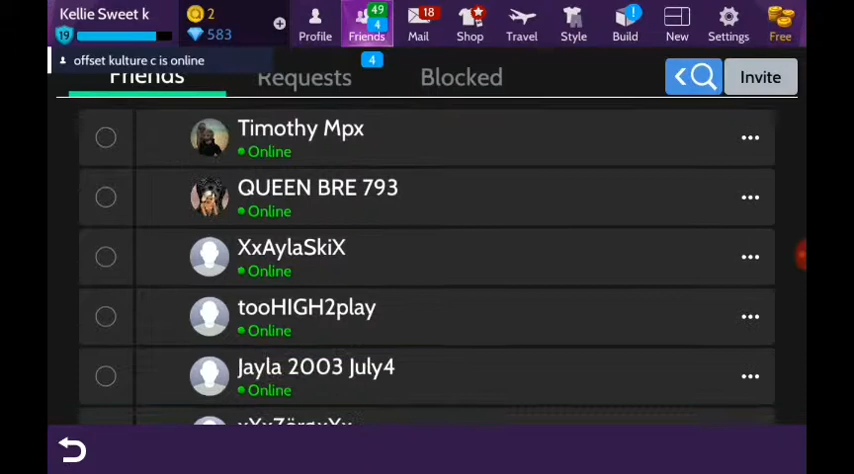 Kellie Sweet k
19
2
583
Profile
49
4
Friends
18
Mail
Shop
Travel
Style
!
Build
New
Settings
Free
offset kulture c is online
4
Friends
Requests
Blocked
Invite
Timothy Mpx
Online
QUEEN BRE 793
Online
XxAylaSkiX
Online
tooHIGH2play
Online
Jayla 2003 July4
Online